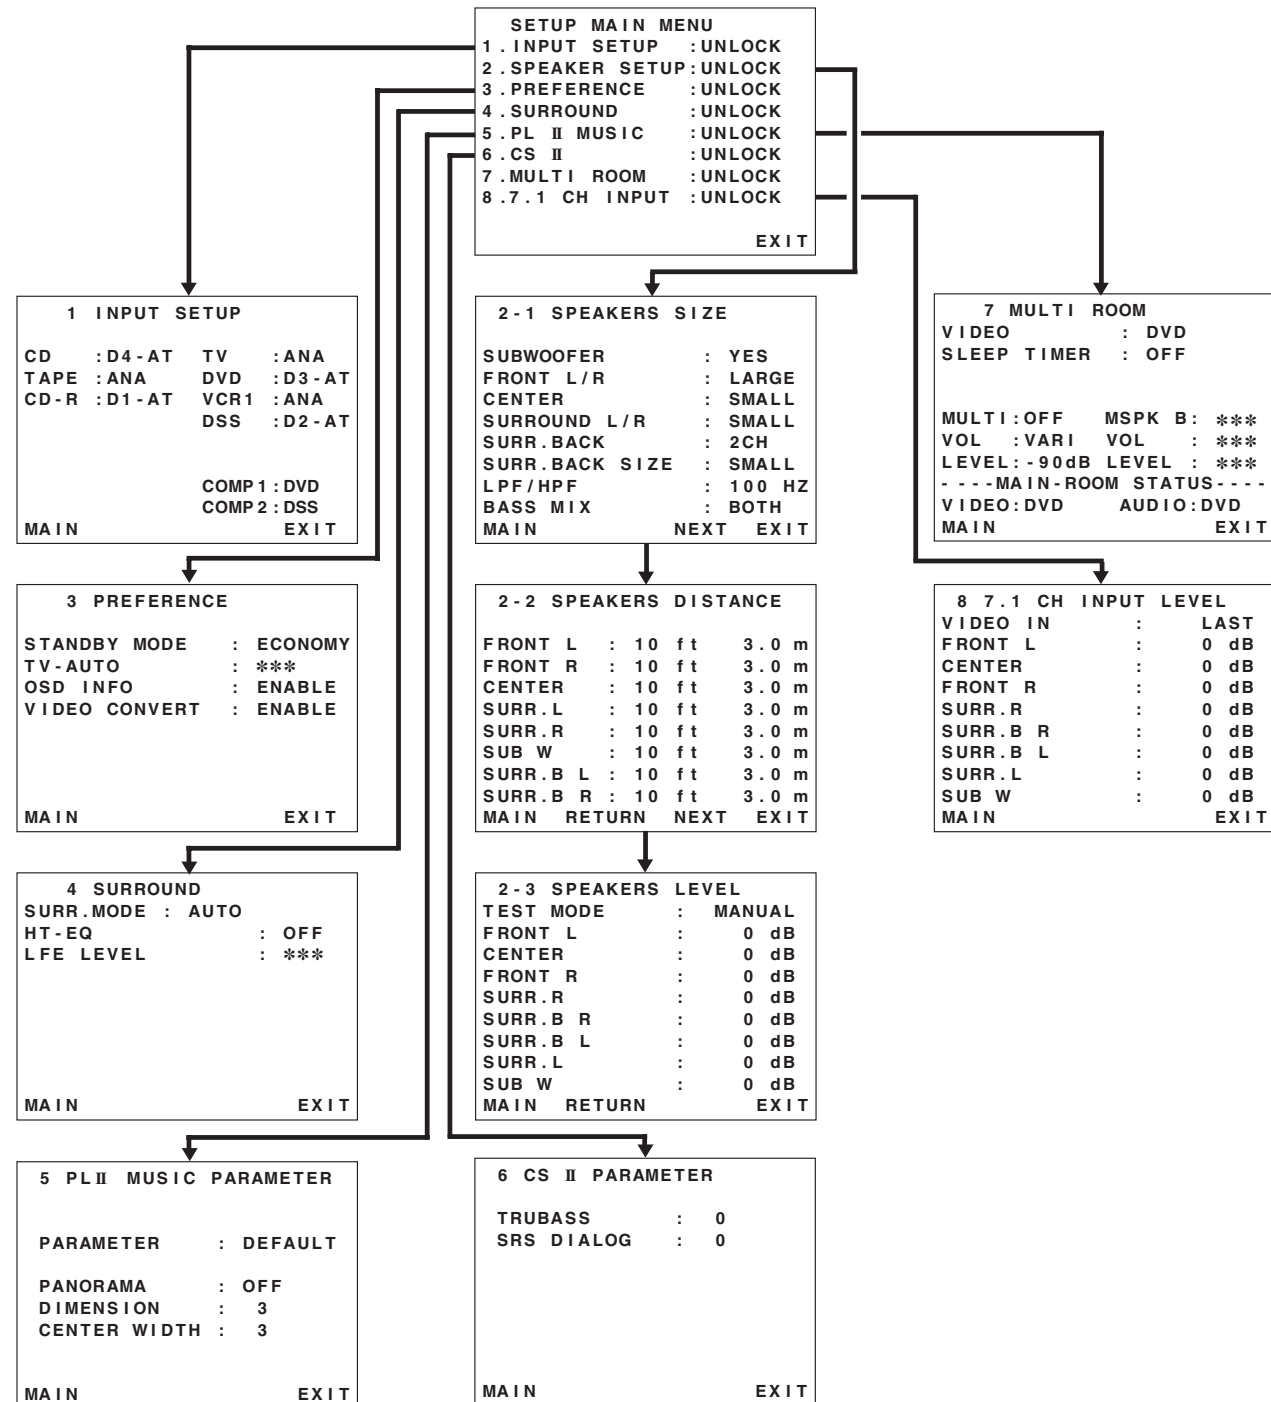 SETUP MAIN MENU
1.INPUT SETUP :UNLOCK
2.SPEAKER SETUP:UNLOCK
3.PREFERENCE :UNLOCK
4.SURROUND :UNLOCK
5.PL II MUSIC :UNLOCK
6.CS II :UNLOCK
7.MULTI ROOM :UNLOCK
8.7.1 CH INPUT :UNLOCK
EXIT
1 INPUT SETUP
CD :D4-AT TV :ANA
TAPE :ANA DVD :D3-AT
CD-R :D1-AT VCR1 :ANA
DSS :D2-AT
COMP1:DVD
COMP2:DSS
MAIN EXIT
2-1 SPEAKERS SIZE
SUBWOOFER : YES
FRONT L/R : LARGE
CENTER : SMALL
SURROUND L/R : SMALL
SURR.BACK : 2CH
SURR.BACK SIZE : SMALL
LPF/HPF : 100 HZ
BASS MIX : BOTH
MAIN NEXT EXIT
7 MULTI ROOM
VIDEO : DVD
SLEEP TIMER : OFF
MULTI:OFF MSPK B: ***
VOL :VARI VOL : ***
LEVEL:-90dB LEVEL : ***
----MAIN-ROOM STATUS----
VIDEO:DVD AUDIO:DVD
MAIN EXIT
3 PREFERENCE
STANDBY MODE : ECONOMY
TV-AUTO : ***
OSD INFO : ENABLE
VIDEO CONVERT : ENABLE
MAIN EXIT
2-2 SPEAKERS DISTANCE
FRONT L : 10 ft 3.0 m
FRONT R : 10 ft 3.0 m
CENTER : 10 ft 3.0 m
SURR.L : 10 ft 3.0 m
SURR.R : 10 ft 3.0 m
SUB W : 10 ft 3.0 m
SURR.B L : 10 ft 3.0 m
SURR.B R : 10 ft 3.0 m
MAIN RETURN NEXT EXIT
8 7.1 CH INPUT LEVEL
VIDEO IN : LAST
FRONT L : 0 dB
CENTER : 0 dB
FRONT R : 0 dB
SURR.R : 0 dB
SURR.B R : 0 dB
SURR.B L : 0 dB
SURR.L : 0 dB
SUB W : 0 dB
MAIN EXIT
4 SURROUND
SURR.MODE : AUTO
HT-EQ : OFF
LFE LEVEL : ***
MAIN EXIT
2-3 SPEAKERS LEVEL
TEST MODE : MANUAL
FRONT L : 0 dB
CENTER : 0 dB
FRONT R : 0 dB
SURR.R : 0 dB
SURR.B R : 0 dB
SURR.B L : 0 dB
SURR.L : 0 dB
SUB W : 0 dB
MAIN RETURN EXIT
5 PLII MUSIC PARAMETER
PARAMETER : DEFAULT
PANORAMA : OFF
DIMENSION : 3
CENTER WIDTH : 3
MAIN EXIT
6 CS II PARAMETER
TRUBASS : 0
SRS DIALOG : 0
MAIN EXIT